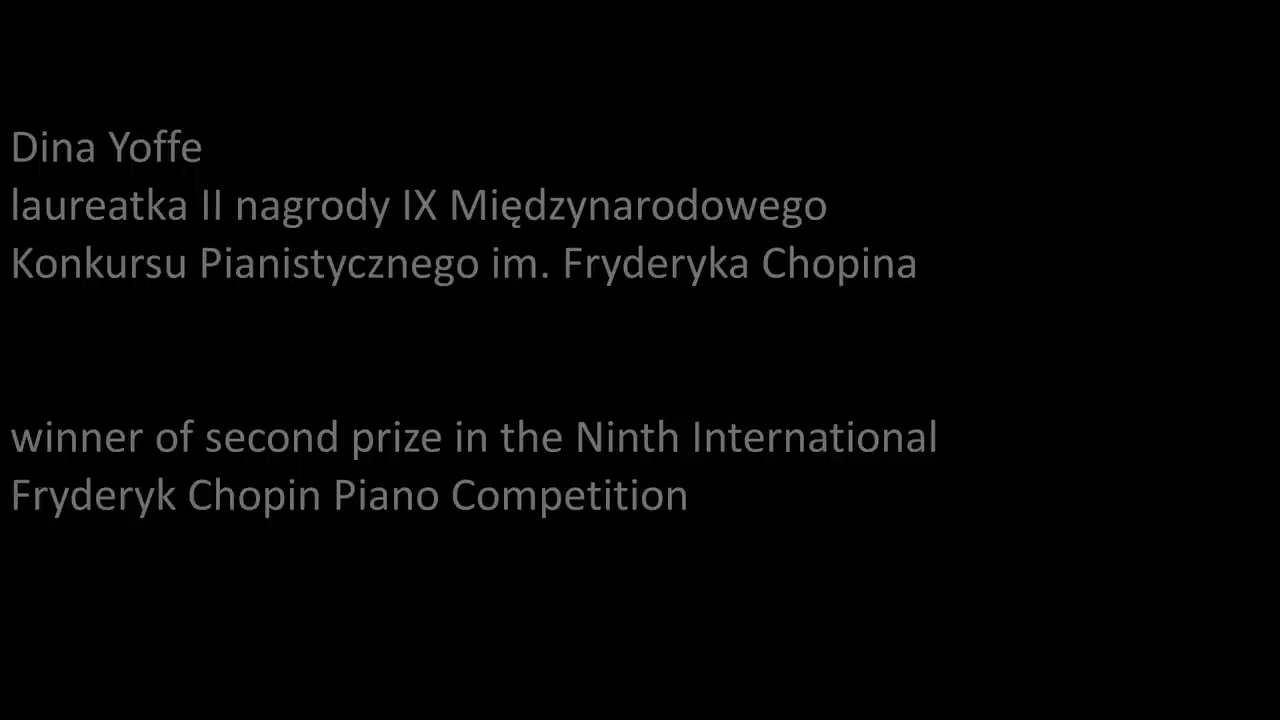 Dina Yoffe
laureatka II nagrody IX Międzynarodowego
Konkursu Pianistycznego im. Fryderyka Chopina
winner of second prize in the Ninth International
Fryderyk Chopin Piano Competition